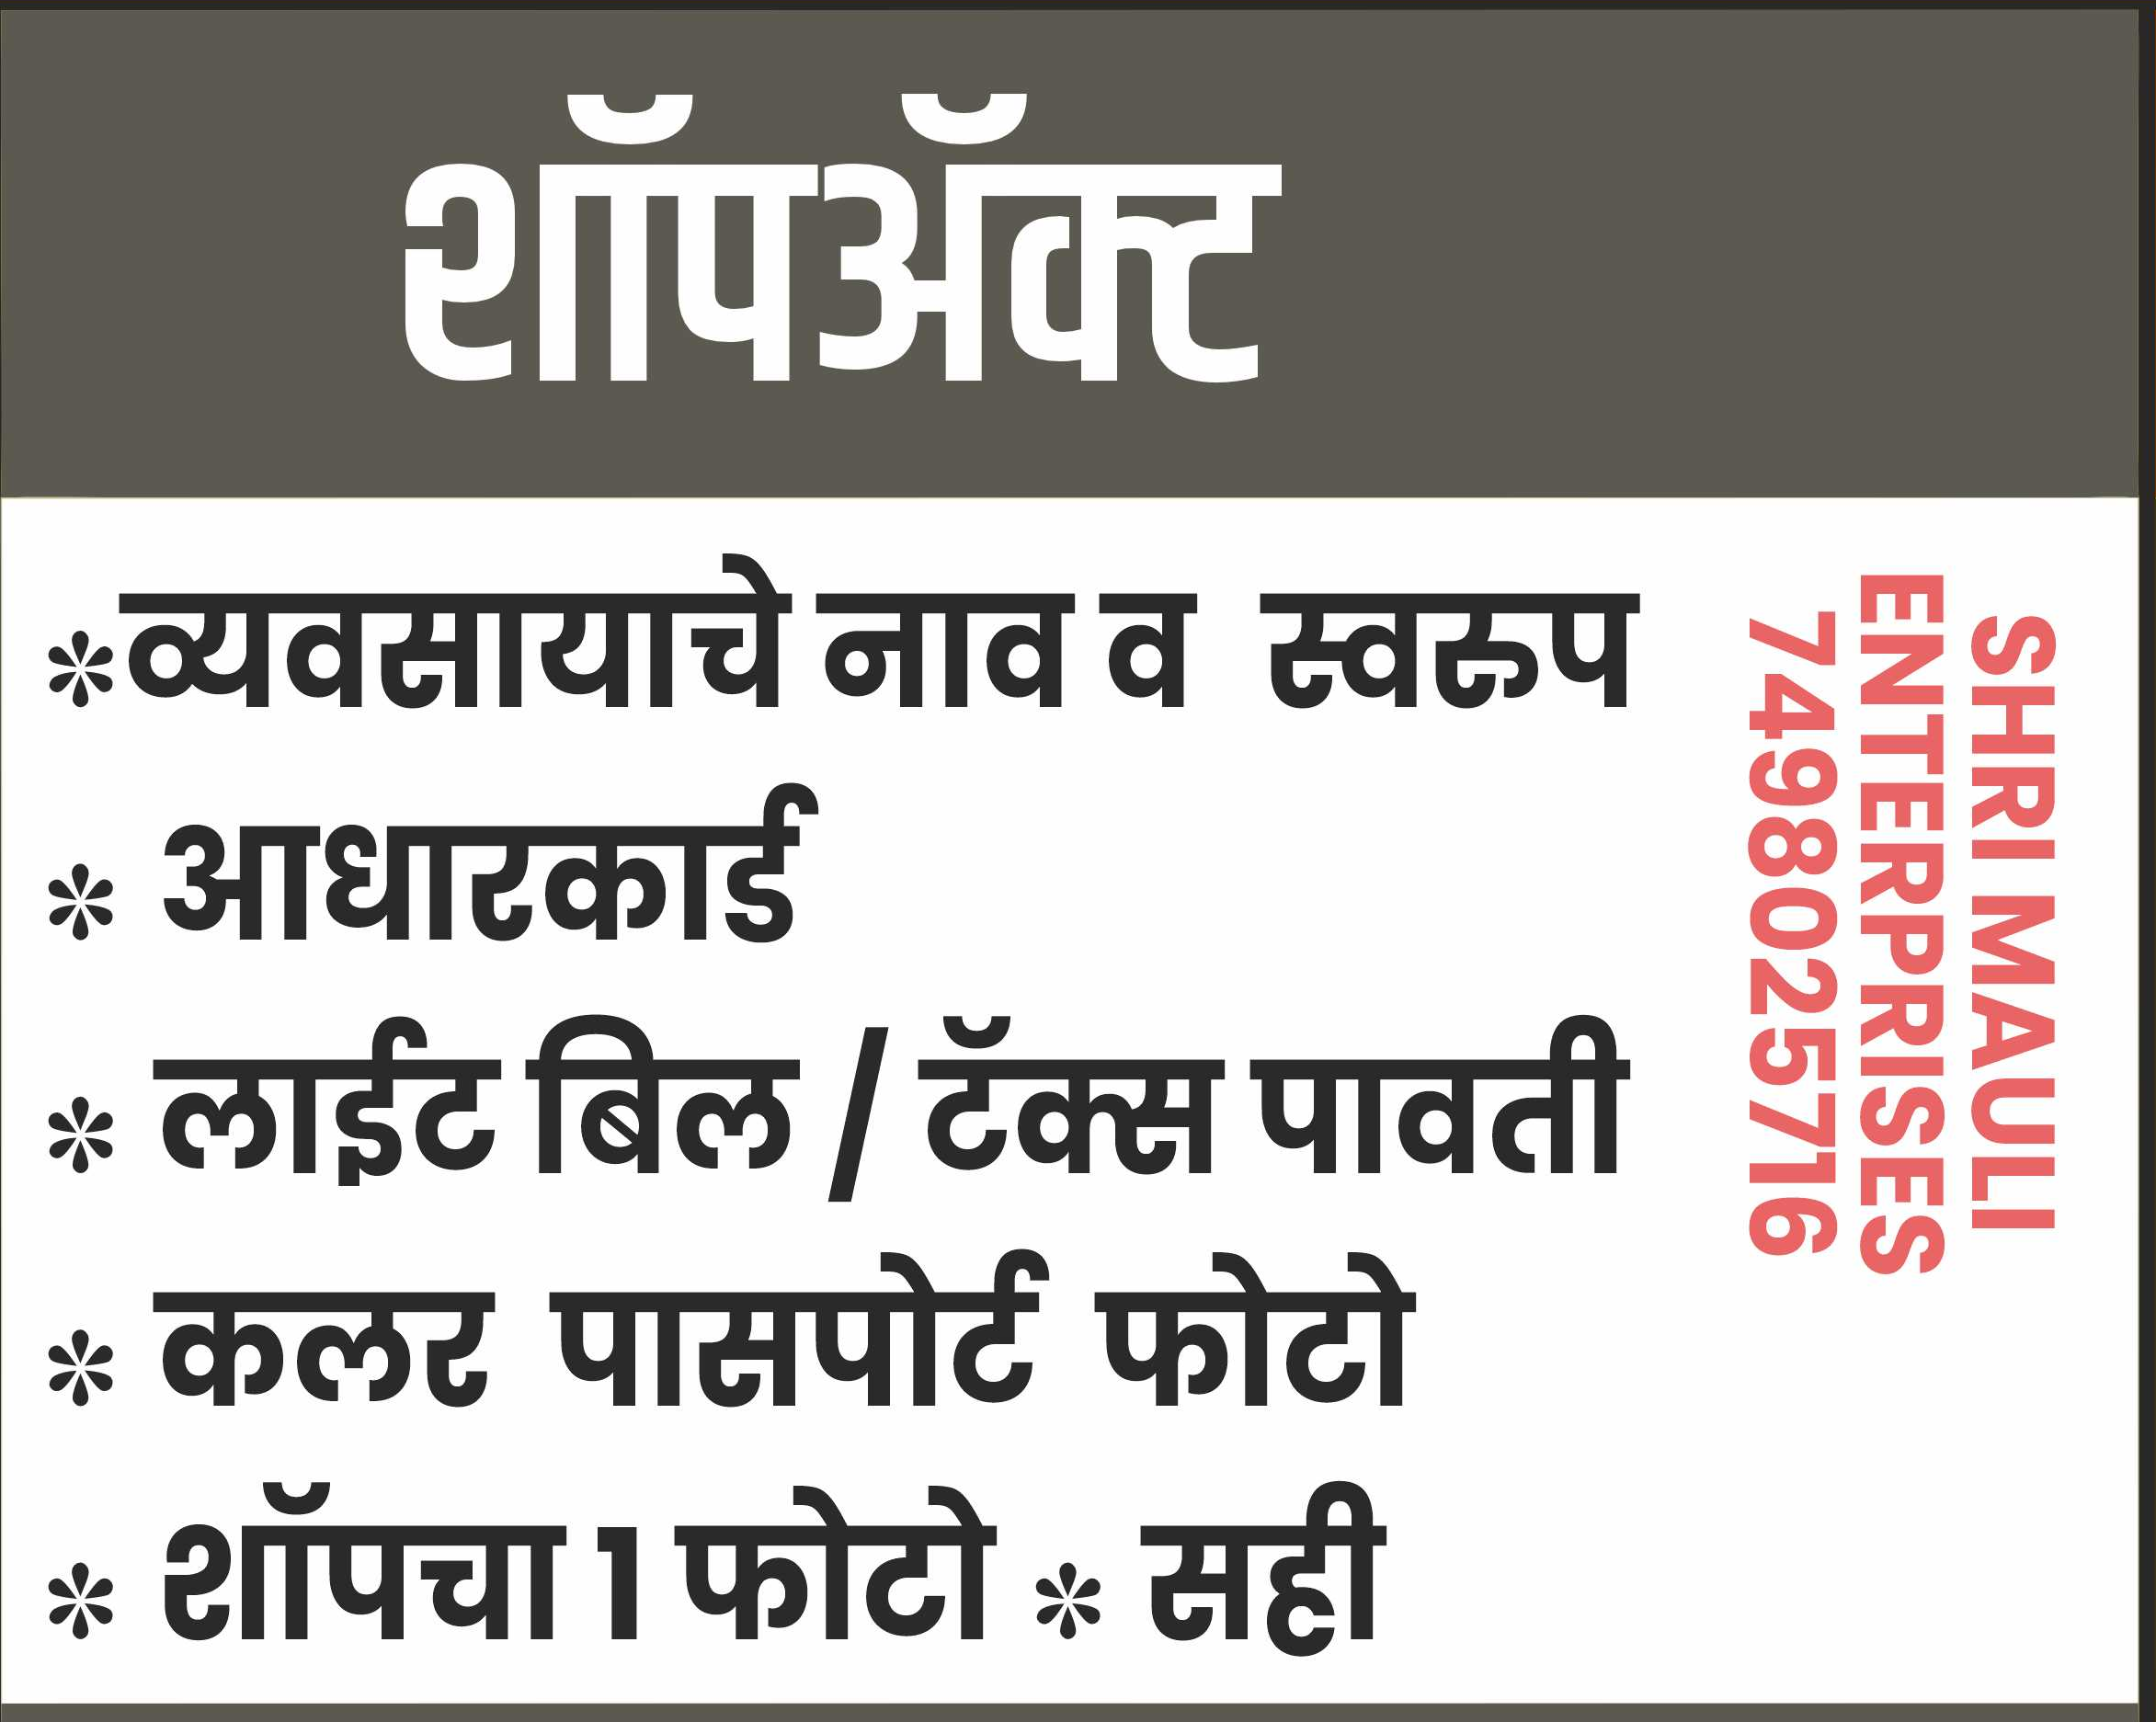 शॉपॲक्ट
*व्यवसायाचे नाव व स्वरुप
* आधारकार्ड
* लाईट बिल / टॅक्स पावती
* कलर पासपोर्ट फोटो
* शॉपचा 1 फोटो * सही
SHRI MAULI
ENTERPRISES
7498025716